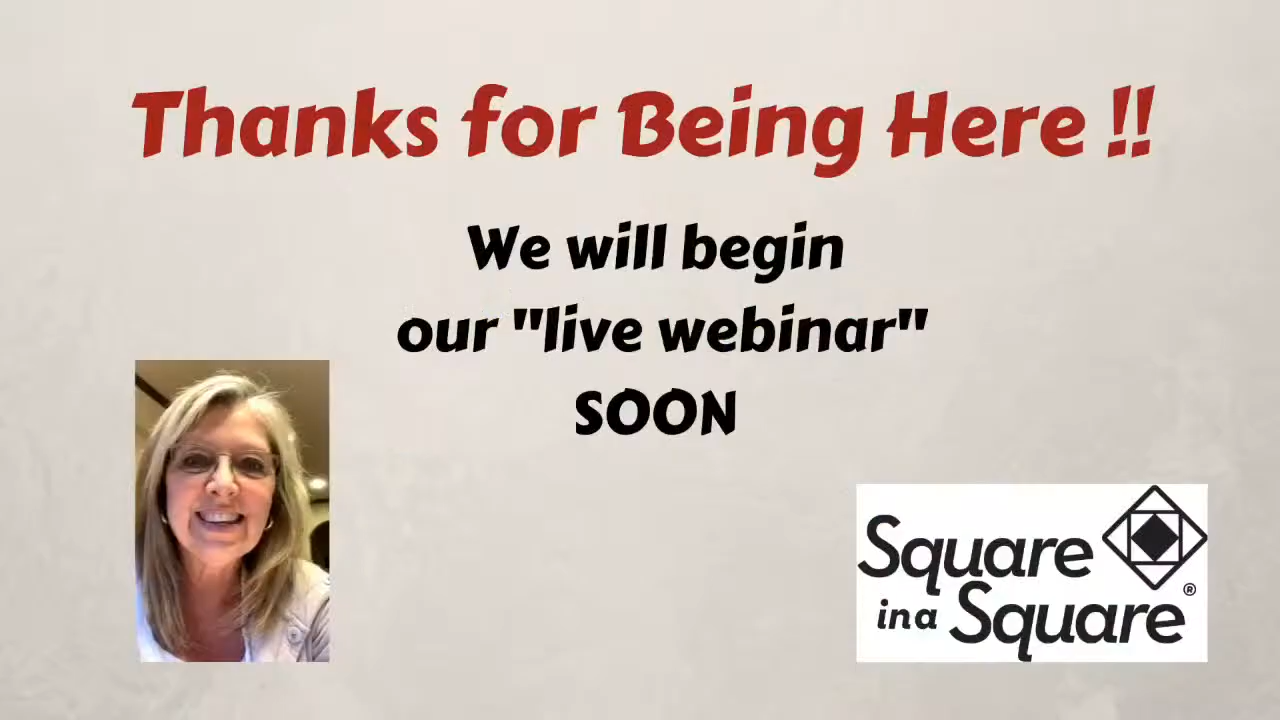 Thanks for Being Here !!
We will begin
our "live webinar"
SOON
Square
in a Square®